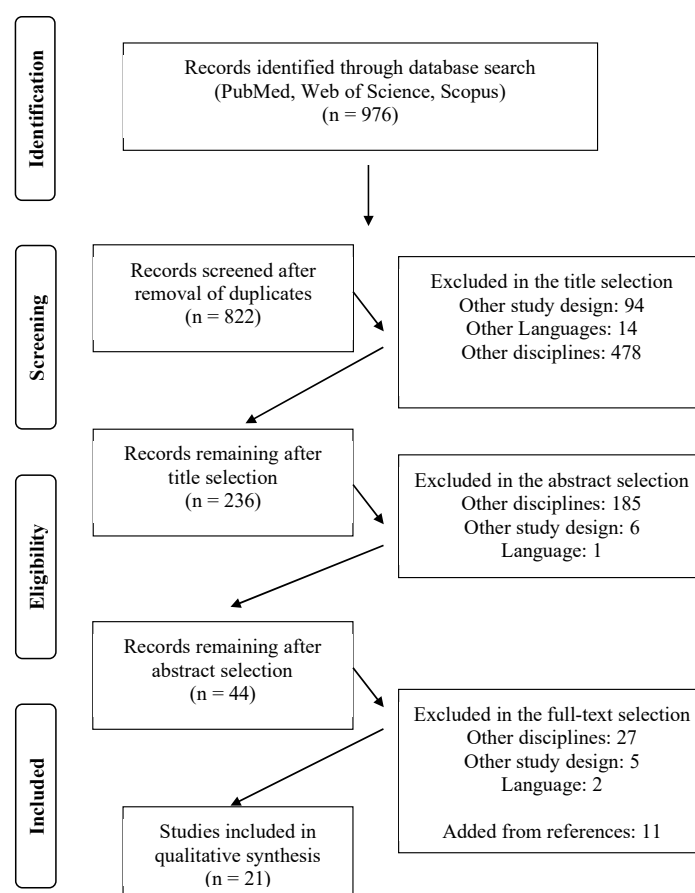 Identification
Records identified through database search
(PubMed, Web of Science, Scopus)
(n = 976)
Screening
Records screened after
removal of duplicates
(n = 822)
Excluded in the title selection
Other study design: 94
Other Languages: 14
Other disciplines: 478
Records remaining after
title selection
(n = 236)
Excluded in the abstract selection
Other disciplines: 185
Other study design: 6
Language: 1
Eligibility
Records remaining after
abstract selection
(n = 44)
Excluded in the full-text selection
Other disciplines: 27
Other study design: 5
Language: 2
Added from references: 11
Included
Studies included in
qualitative synthesis
(n = 21)